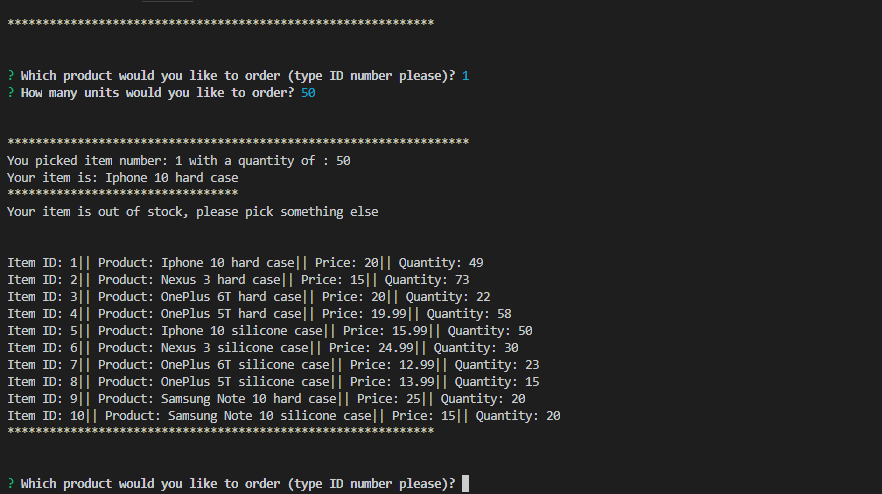 *************************************************************
? Which product would you like to order (type ID number please)? 1
? How many units would you like to order? 50
******************************************************************
You picked item number: 1 with a quantity of : 50
Your item is: Iphone 10 hard case
*********************************
Your item is out of stock, please pick something else
Item ID: 1|| Product: Iphone 10 hard case|| Price: 20|| Quantity: 49
Item ID: 2|| Product: Nexus 3 hard case|| Price: 15|| Quantity: 73
Item ID: 3|| Product: OnePlus 6T hard case|| Price: 20|| Quantity: 22
Item ID: 4|| Product: OnePlus 5T hard case|| Price: 19.99|| Quantity: 58
Item ID: 5|| Product: Iphone 10 silicone case|| Price: 15.99|| Quantity: 50
Item ID: 6|| Product: Nexus 3 silicone case|| Price: 24.99|| Quantity: 30
Item ID: 7|| Product: OnePlus 6T silicone case|| Price: 12.99|| Quantity: 23
Item ID: 8|| Product: OnePlus 5T silicone case|| Price: 13.99|| Quantity: 15
Item ID: 9|| Product: Samsung Note 10 hard case|| Price: 25|| Quantity: 20
Item ID: 10|| Product: Samsung Note 10 silicone case|| Price: 15|| Quantity: 20
*************************************************************
? Which product would you like to order (type ID number please)?